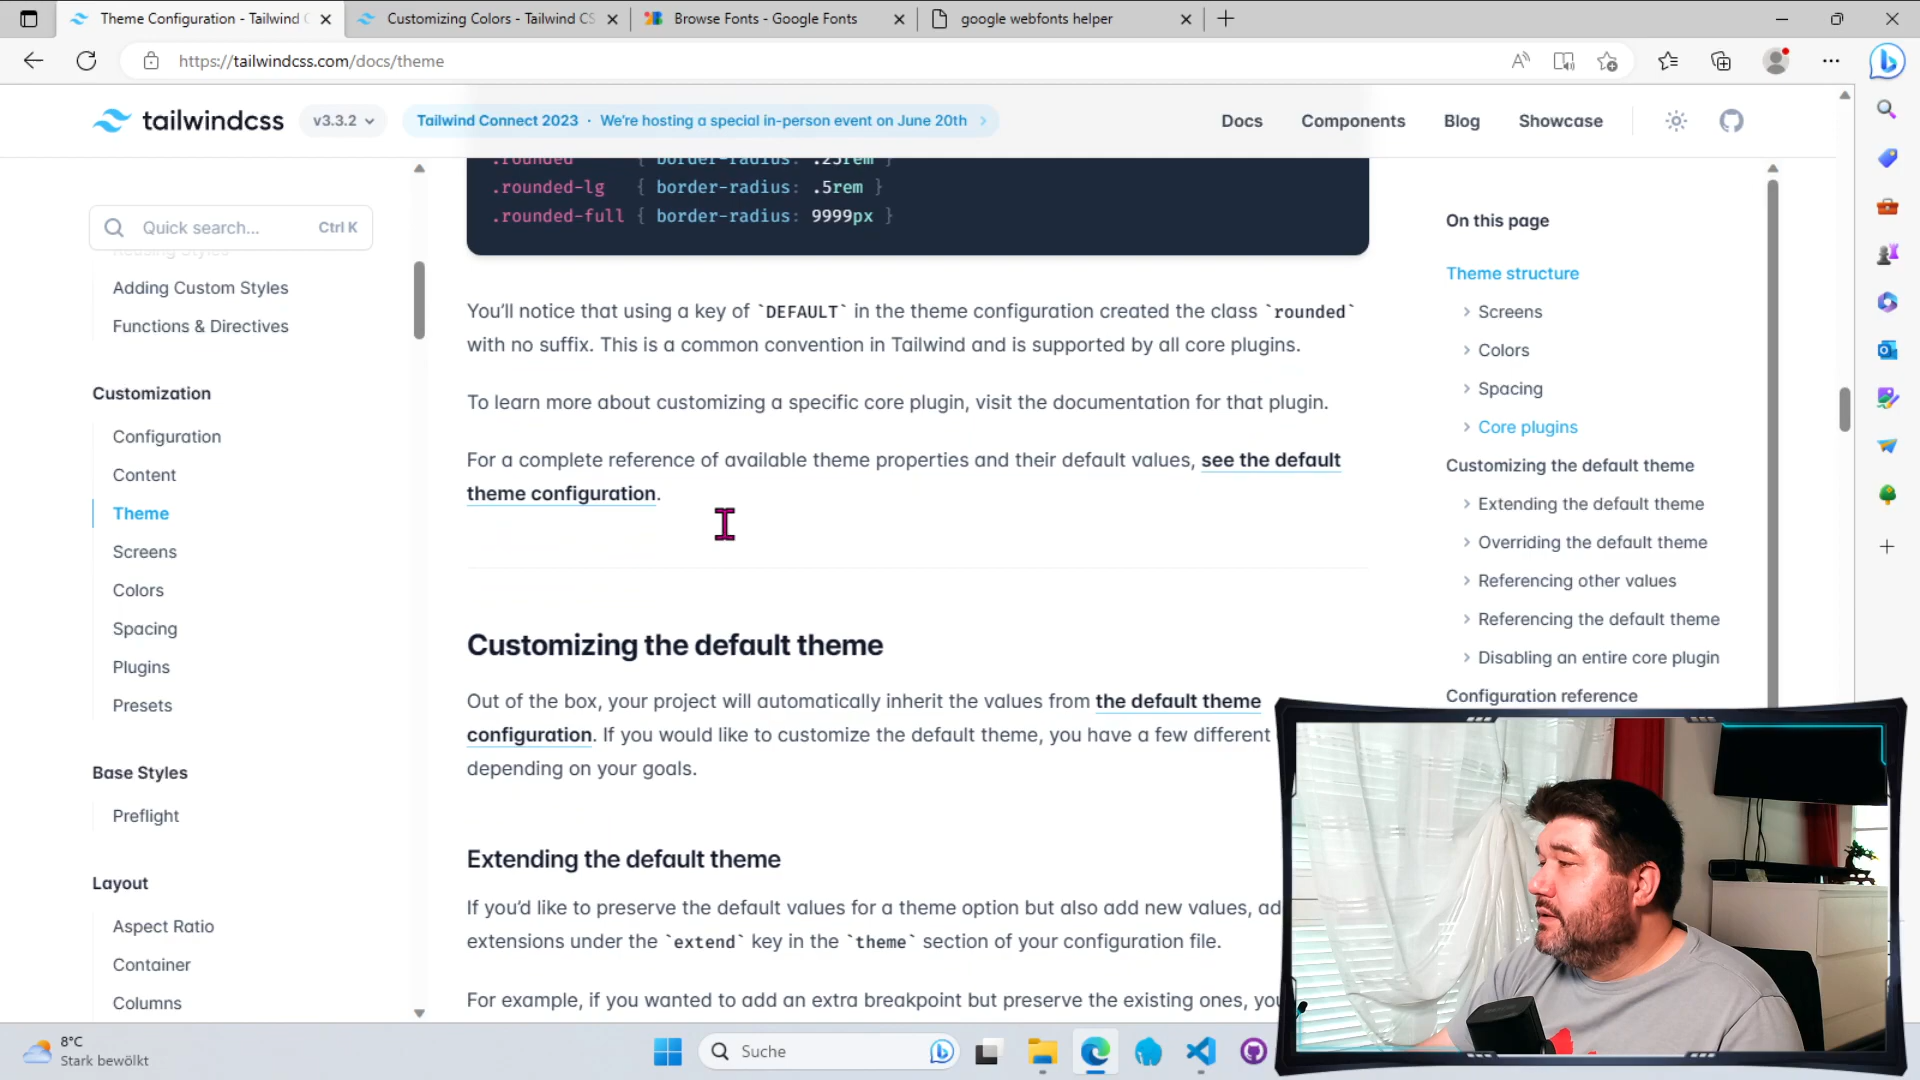 Theme Configuration - Tailwind C
Customizing Colors - Tailwind CS
Browse Fonts - Google Fonts
google webfonts helper
https://tailwindcss.com/docs/theme
tailwindcss
v3.3.2
Tailwind Connect 2023 · We're hosting a special in-person event on June 20th
Docs
Components
Blog
Showcase
Quick search...
Ctrl K
Reusing Styles
Adding Custom Styles
Functions & Directives
Customization
Configuration
Content
Theme
Screens
Colors
Spacing
Plugins
Presets
Base Styles
Preflight
Layout
Aspect Ratio
Container
Columns
.rounded { border-radius: .25rem }
.rounded-lg { border-radius: .5rem }
.rounded-full { border-radius: 9999px }
You'll notice that using a key of `DEFAULT` in the theme configuration created the class `rounded`
with no suffix. This is a common convention in Tailwind and is supported by all core plugins.
To learn more about customizing a specific core plugin, visit the documentation for that plugin.
For a complete reference of available theme properties and their default values, see the default
theme configuration.
Customizing the default theme
Out of the box, your project will automatically inherit the values from the default theme
configuration. If you would like to customize the default theme, you have a few different
depending on your goals.
Extending the default theme
If you'd like to preserve the default values for a theme option but also add new values, ad
extensions under the `extend` key in the `theme` section of your configuration file.
For example, if you wanted to add an extra breakpoint but preserve the existing ones, you
On this page
Theme structure
Screens
Colors
Spacing
Core plugins
Customizing the default theme
Extending the default theme
Overriding the default theme
Referencing other values
Referencing the default theme
Disabling an entire core plugin
Configuration reference
8°C
Stark bewölkt
Suche